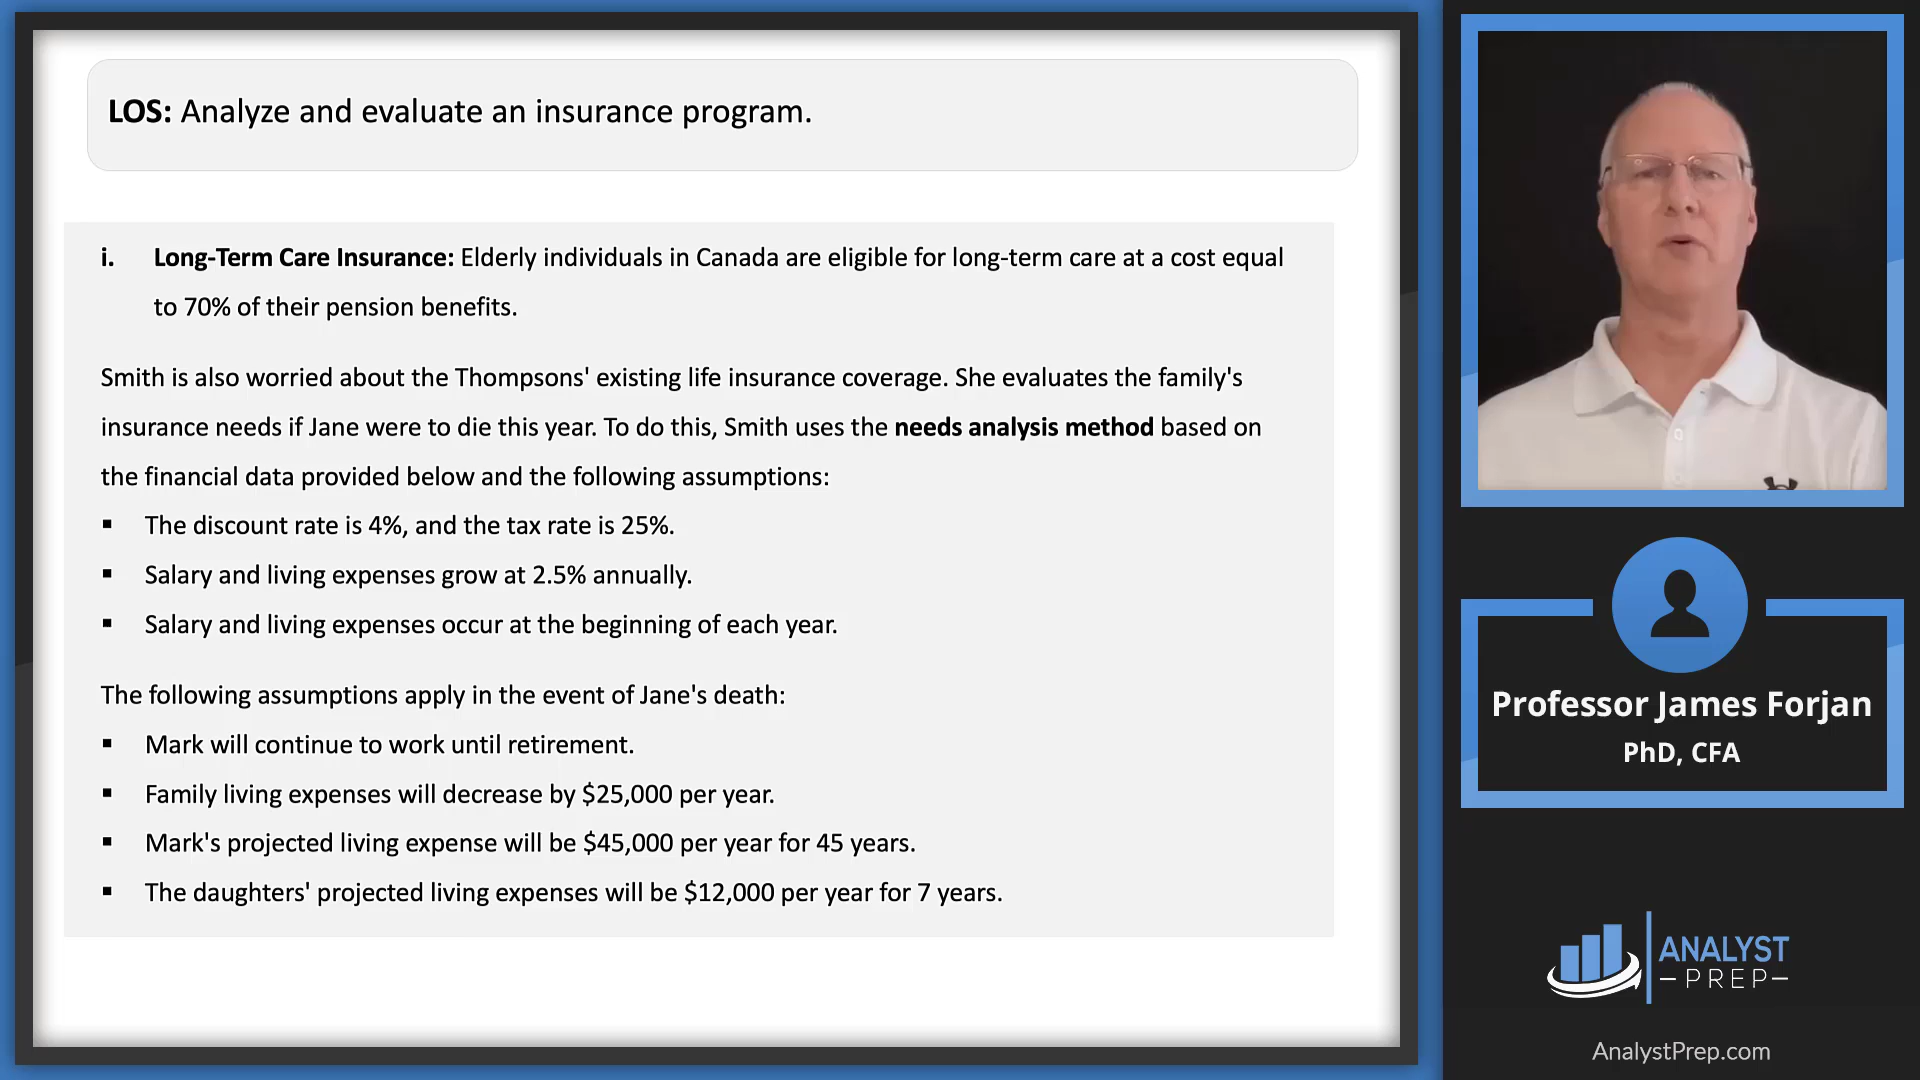 LOS: Analyze and evaluate an insurance program.
i. Long-Term Care Insurance: Elderly individuals in Canada are eligible for long-term care at a cost equal
to 70% of their pension benefits.
Smith is also worried about the Thompsons' existing life insurance coverage. She evaluates the family's
insurance needs if Jane were to die this year. To do this, Smith uses the needs analysis method based on
the financial data provided below and the following assumptions:
▪ The discount rate is 4%, and the tax rate is 25%.
▪ Salary and living expenses grow at 2.5% annually.
▪ Salary and living expenses occur at the beginning of each year.
The following assumptions apply in the event of Jane's death:
▪ Mark will continue to work until retirement.
▪ Family living expenses will decrease by $25,000 per year.
▪ Mark's projected living expense will be $45,000 per year for 45 years.
▪ The daughters' projected living expenses will be $12,000 per year for 7 years.
Professor James Forjan
PhD, CFA
ANALYST
PREP
AnalystPrep.com